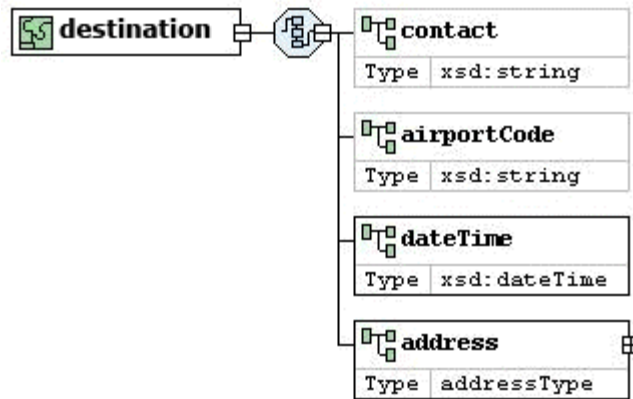 destination
contact
Type xsd:string
airportCode
Type xsd:string
dateTime
Type xsd:dateTime
address
Type addressType